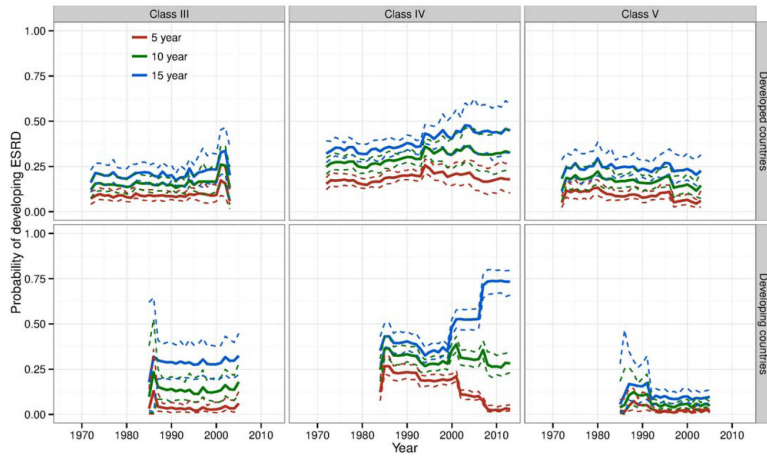 Class III Class IV Class V
1.00
5 year
10 year
15 year
0.75
0.50
0.25
0.00
Developed countries
Probability of developing ESRD
1.00
0.75
0.50
0.25
0.00
Developing countries
1970 1980 1990 2000 2010 1970 1980 1990 2000 2010 1970 1980 1990 2000 2010
Year